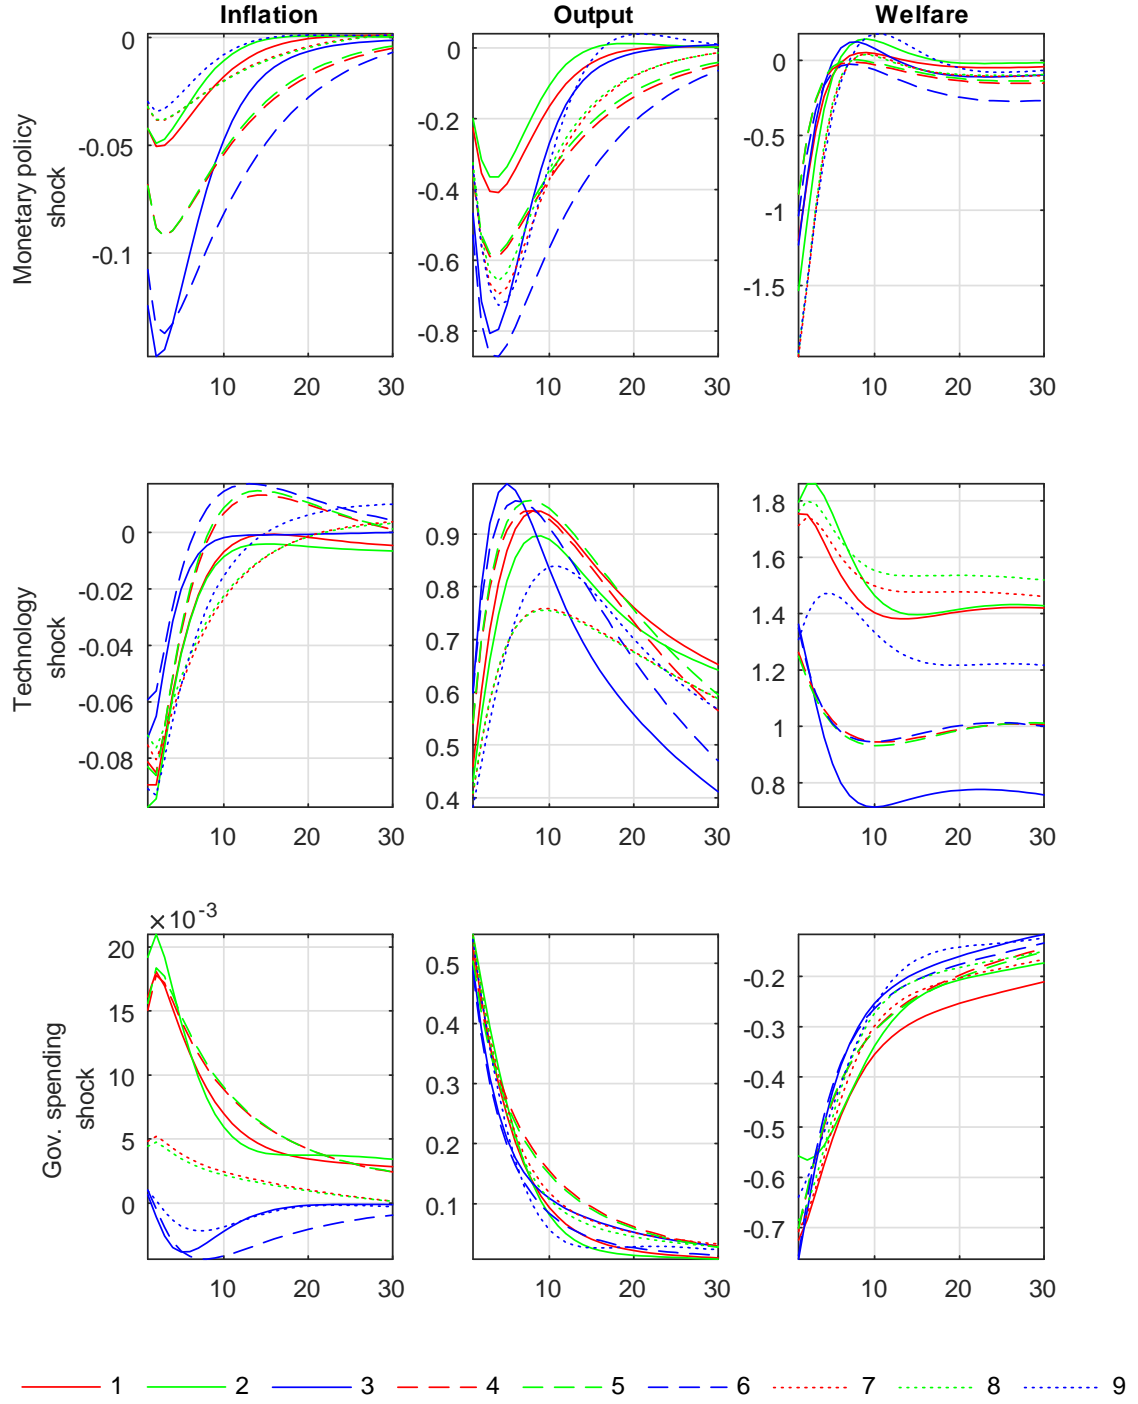 Inflation Output Welfare
Monetary policy
shock
0
-0.05
-0.1
10 20 30
0
-0.2
-0.4
-0.6
-0.8
10 20 30
0
-0.5
-1
-1.5
10 20 30
Technology
shock
0
-0.02
-0.04
-0.06
-0.08
10 20 30
0.9
0.8
0.7
0.6
0.5
0.4
10 20 30
1.8
1.6
1.4
1.2
1
0.8
10 20 30
Gov. spending
shock
×10-3
20
15
10
5
0
10 20 30
0.5
0.4
0.3
0.2
0.1
10 20 30
-0.2
-0.3
-0.4
-0.5
-0.6
-0.7
10 20 30
1 2 3 4 5 6 7 8 9